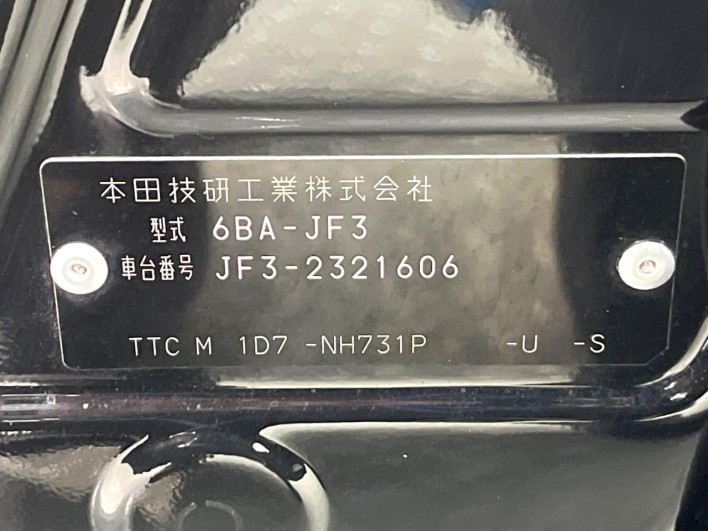 本田技研工業株式会社
型式 6BA-JF3
車台番号 JF3-2321606
TTC M 1D7 -NH731P -U -S